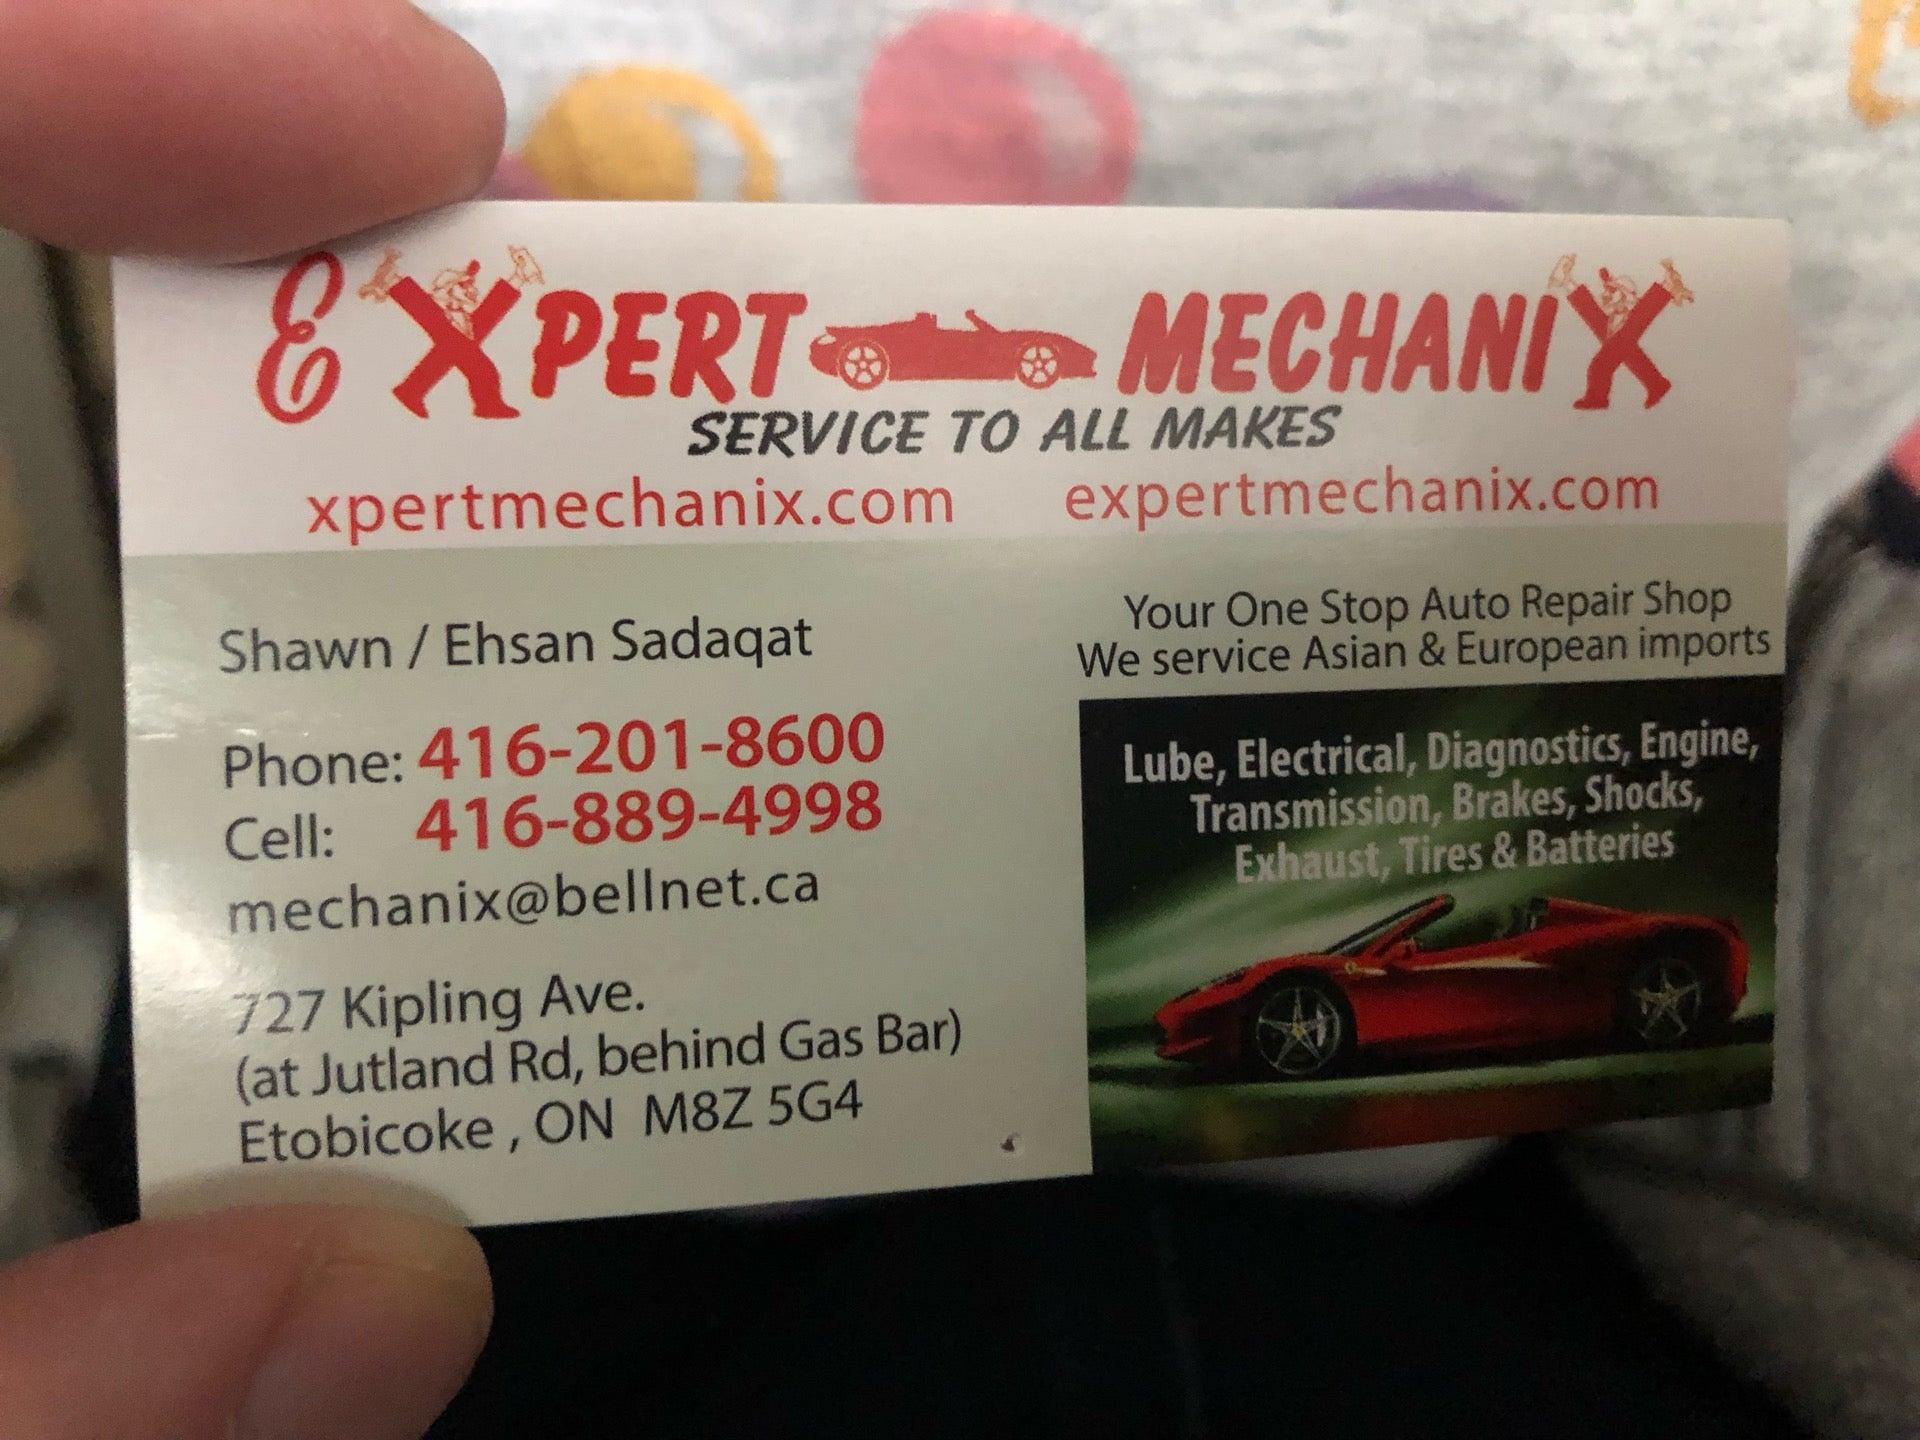 EXPERT MECHANIX
SERVICE TO ALL MAKES
xpertmechanix.com expertmechanix.com
Shawn / Ehsan Sadaqat
Phone: 416-201-8600
Cell: 416-889-4998
mechanix@bellnet.ca
727 Kipling Ave.
(at Jutland Rd, behind Gas Bar)
Etobicoke , ON M8Z 5G4
Your One Stop Auto Repair Shop
We service Asian & European imports
Lube, Electrical, Diagnostics, Engine,
Transmission, Brakes, Shocks,
Exhaust, Tires & Batteries